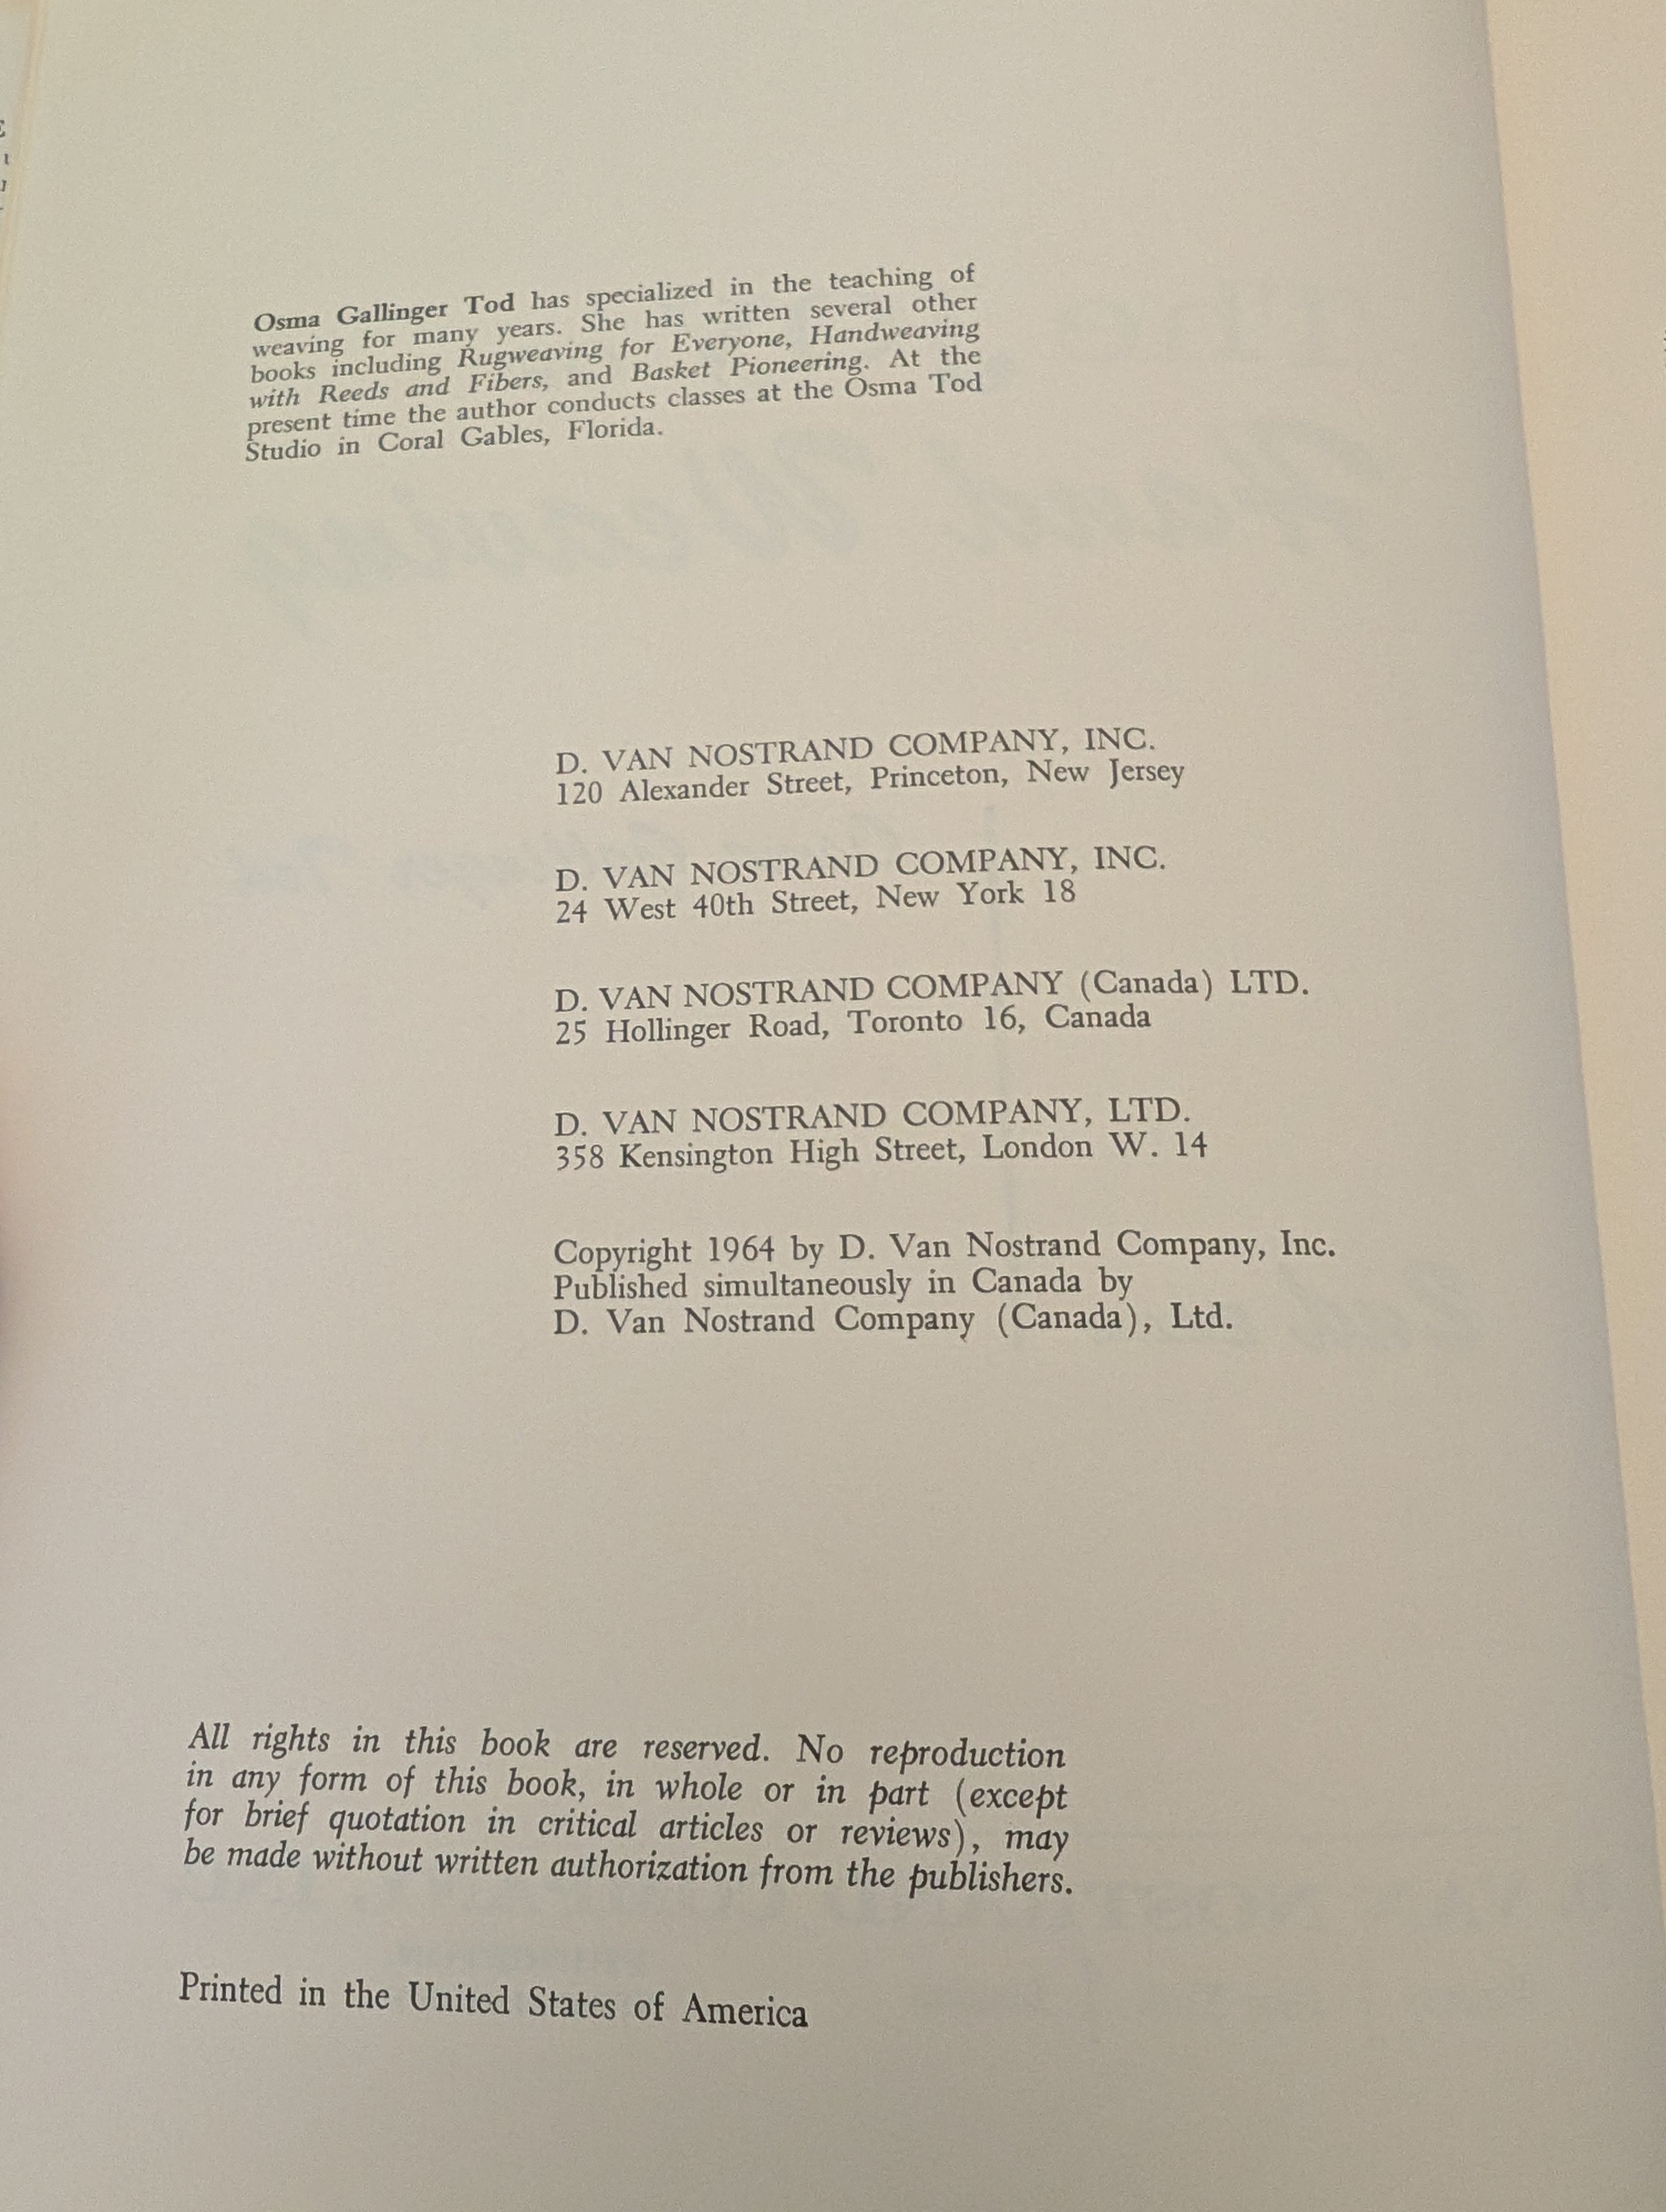 Osma Gallinger Tod has specialized in the teaching of
weaving for many years. She has written several other
books including Rugweaving for Everyone, Handweaving
with Reeds and Fibers, and Basket Pioneering. At the
present time the author conducts classes at the Osma Tod
Studio in Coral Gables, Florida.
D. VAN NOSTRAND COMPANY, INC.
120 Alexander Street, Princeton, New Jersey
D. VAN NOSTRAND COMPANY, INC.
24 West 40th Street, New York 18
D. VAN NOSTRAND COMPANY (Canada) LTD.
25 Hollinger Road, Toronto 16, Canada
D. VAN NOSTRAND COMPANY, LTD.
358 Kensington High Street, London W. 14
Copyright 1964 by D. Van Nostrand Company, Inc.
Published simultaneously in Canada by
D. Van Nostrand Company (Canada), Ltd.
All rights in this book are reserved. No reproduction
in any form of this book, in whole or in part (except
for brief quotation in critical articles or reviews), may
be made without written authorization from the publishers.
Printed in the United States of America